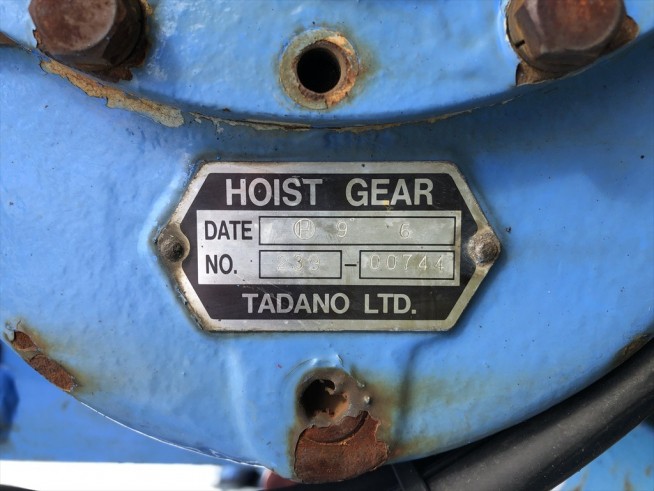 HOIST GEAR
DATE 9 6
NO. - 00744
TADANO LTD.